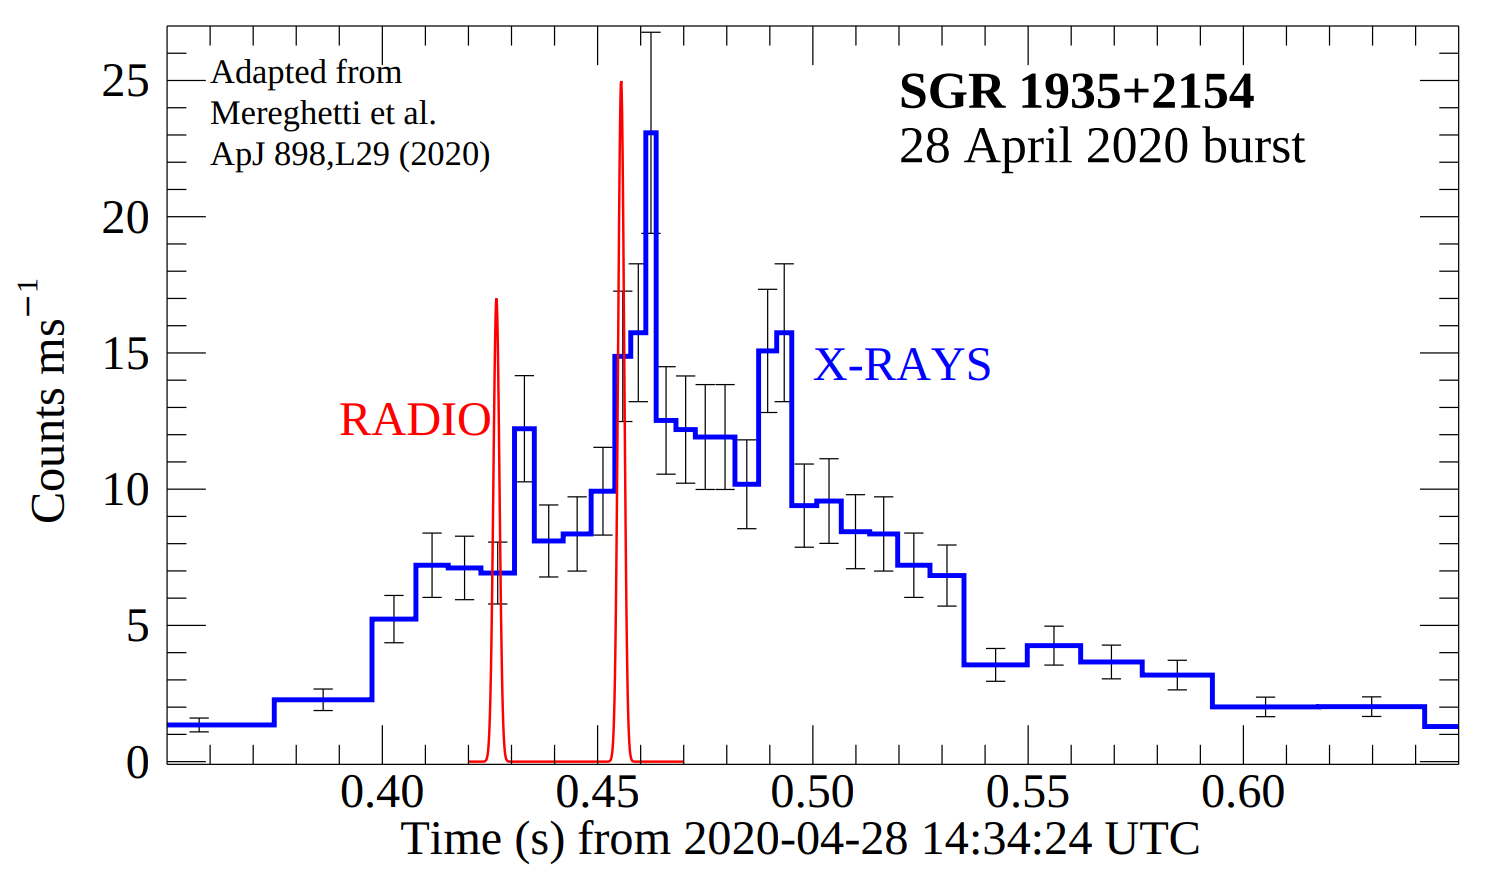 Adapted from
Mereghetti et al.
ApJ 898,L29 (2020)
SGR 1935+2154
28 April 2020 burst
RADIO
X-RAYS
Counts ms⁻¹
25
20
15
10
5
0
0.40 0.45 0.50 0.55 0.60
Time (s) from 2020-04-28 14:34:24 UTC